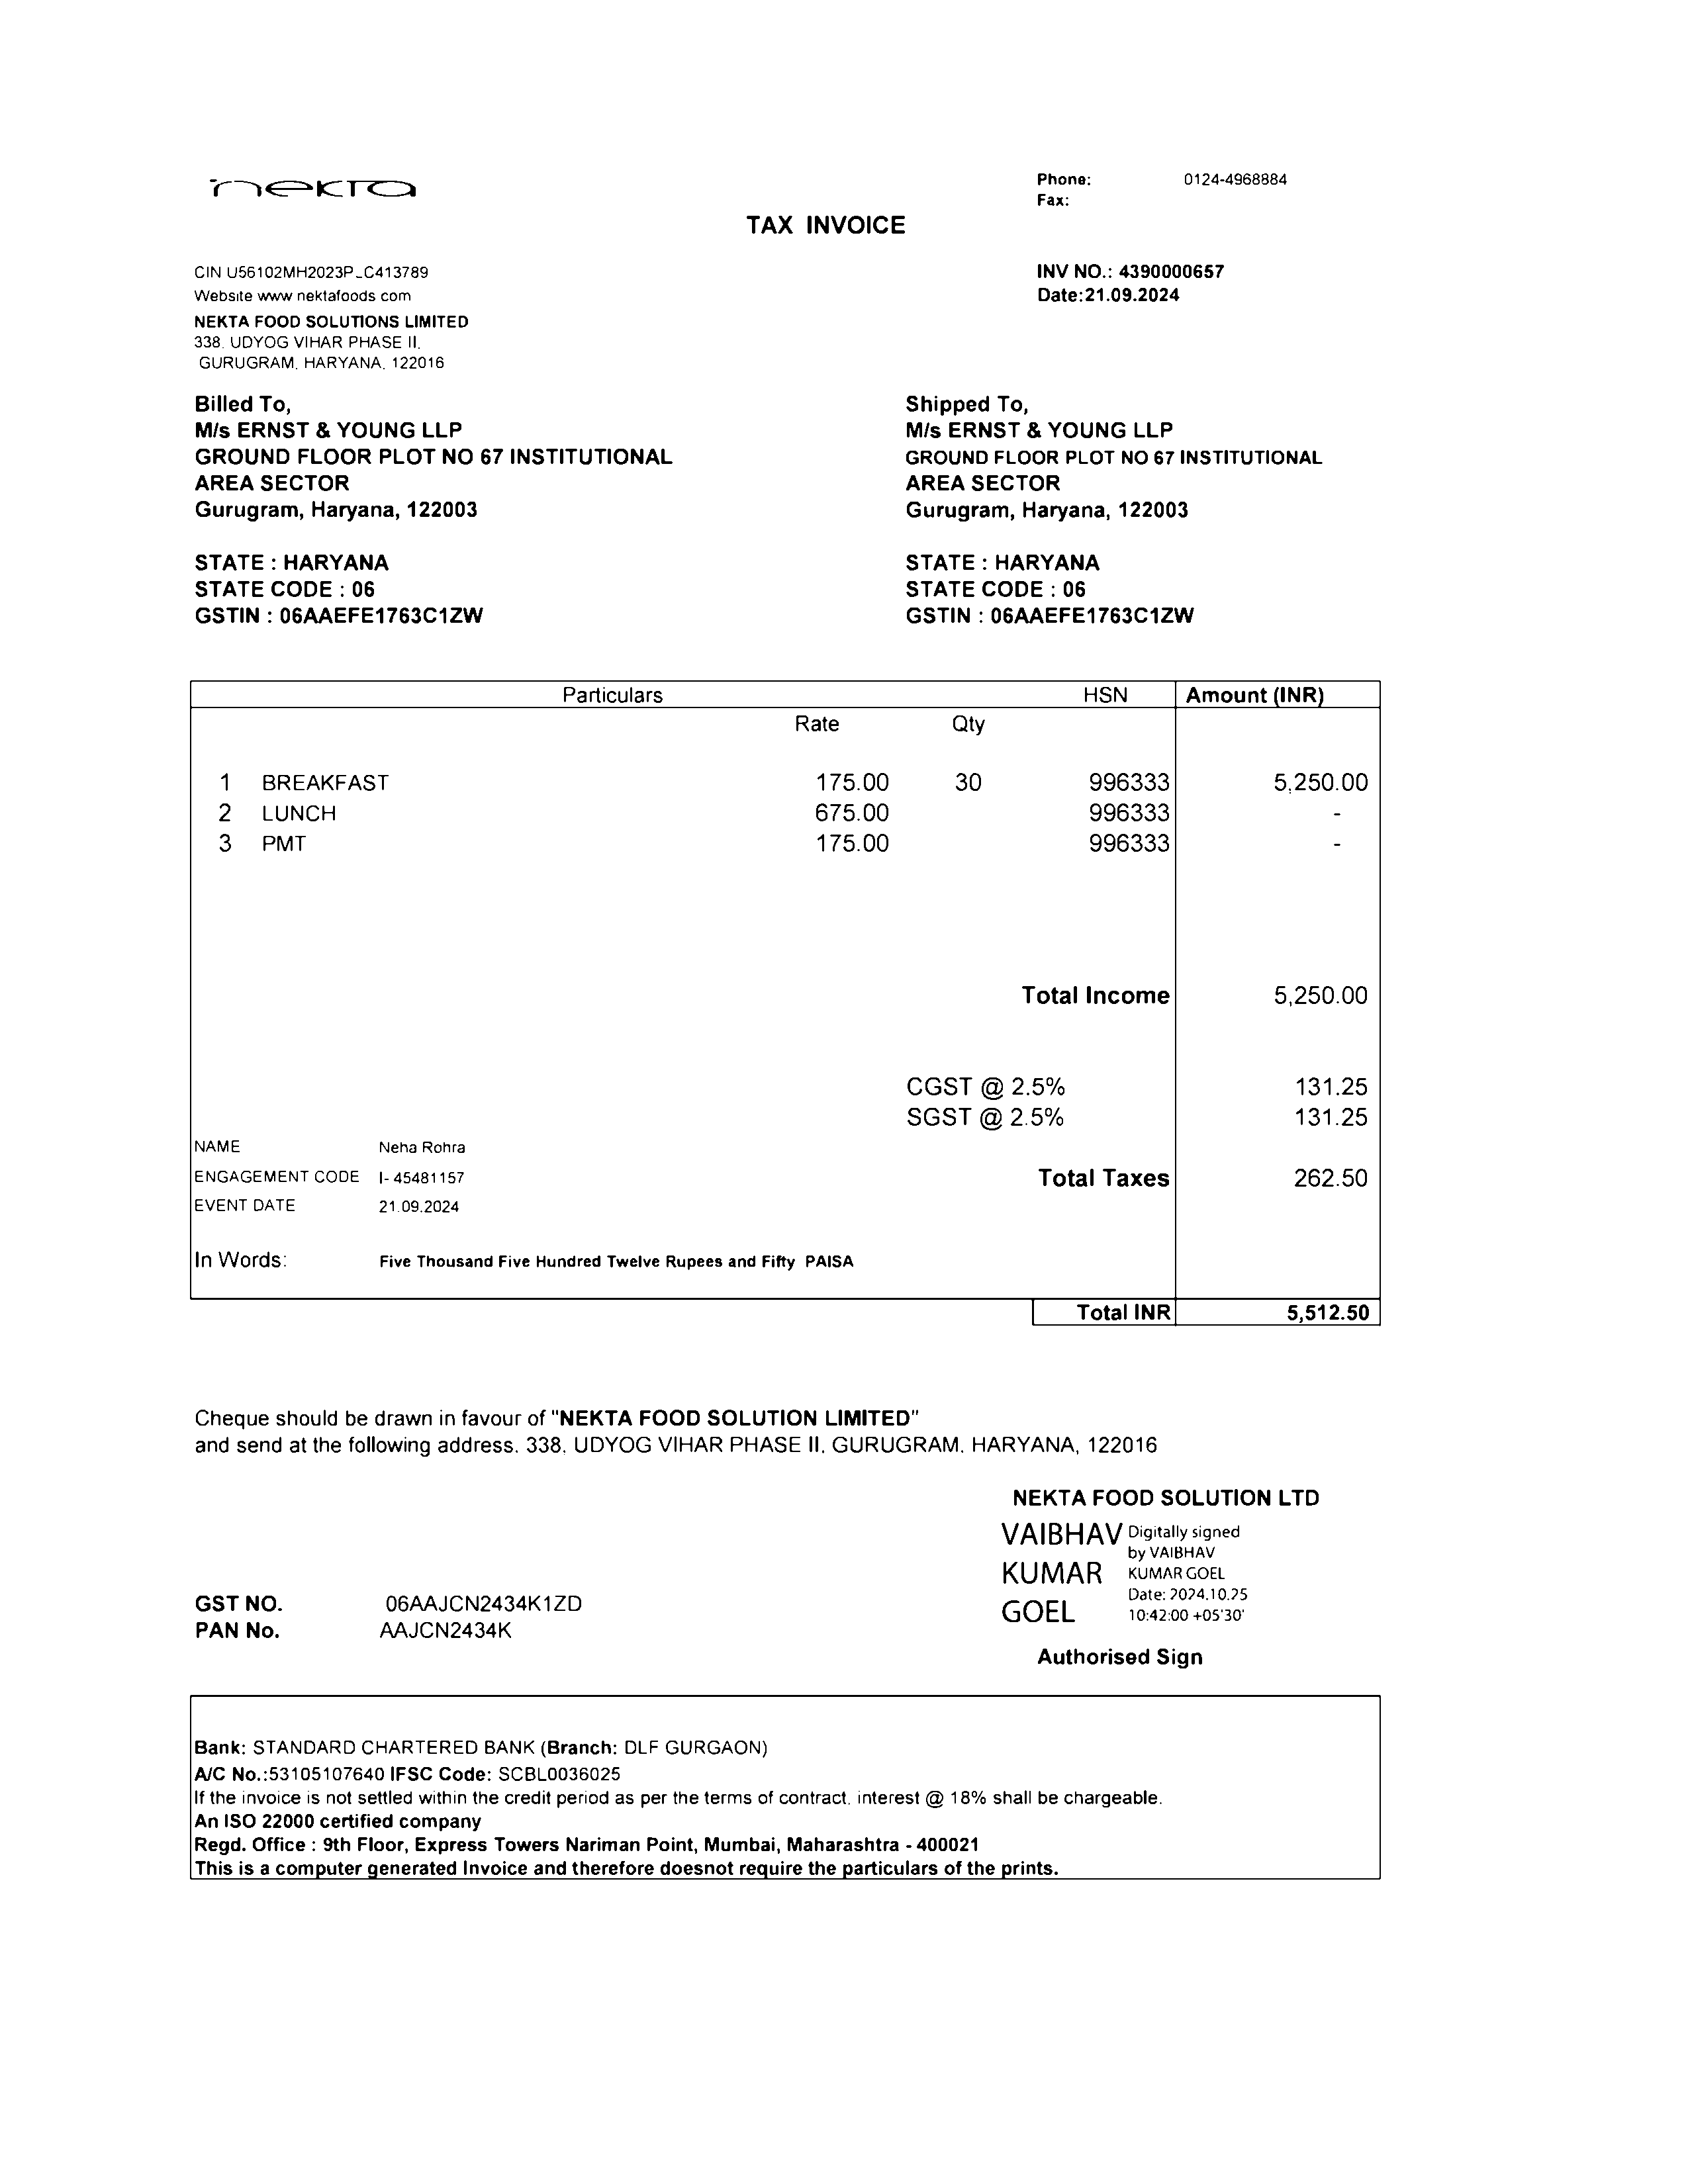 nekta
Phone: 0124-4968884
Fax:
TAX INVOICE
CIN U56102MH2023P_C413789
Website www nektafoods com
INV NO.: 4390000657
Date:21.09.2024
NEKTA FOOD SOLUTIONS LIMITED
338, UDYOG VIHAR PHASE II,
GURUGRAM, HARYANA, 122016
Billed To,
M/s ERNST & YOUNG LLP
GROUND FLOOR PLOT NO 67 INSTITUTIONAL
AREA SECTOR
Gurugram, Haryana, 122003
STATE : HARYANA
STATE CODE : 06
GSTIN : 06AAEFE1763C1ZW
Shipped To,
M/s ERNST & YOUNG LLP
GROUND FLOOR PLOT NO 67 INSTITUTIONAL
AREA SECTOR
Gurugram, Haryana, 122003
STATE : HARYANA
STATE CODE : 06
GSTIN : 06AAEFE1763C1ZW
Particulars HSN Amount (INR)
Rate Qty
1 BREAKFAST 175.00 30 996333 5,250.00
2 LUNCH 675.00 996333 -
3 PMT 175.00 996333 -
Total Income 5,250.00
CGST @ 2.5% 131.25
SGST @ 2.5% 131.25
NAME Neha Rohra
ENGAGEMENT CODE I- 45481157
Total Taxes 262.50
EVENT DATE 21.09.2024
In Words: Five Thousand Five Hundred Twelve Rupees and Fifty PAISA
Total INR 5,512.50
Cheque should be drawn in favour of "NEKTA FOOD SOLUTION LIMITED"
and send at the following address. 338, UDYOG VIHAR PHASE II, GURUGRAM, HARYANA, 122016
NEKTA FOOD SOLUTION LTD
VAIBHAV
KUMAR
GOEL
Digitally signed
by VAIBHAV
KUMAR GOEL
Date: 2024.10.25
10:42:00 +05'30'
GST NO. 06AAJCN2434K1ZD
PAN No. AAJCN2434K
Authorised Sign
Bank: STANDARD CHARTERED BANK (Branch: DLF GURGAON)
A/C No.:53105107640 IFSC Code: SCBL0036025
If the invoice is not settled within the credit period as per the terms of contract, interest @ 18% shall be chargeable.
An ISO 22000 certified company
Regd. Office : 9th Floor, Express Towers Nariman Point, Mumbai, Maharashtra - 400021
This is a computer generated Invoice and therefore doesnot require the particulars of the prints.